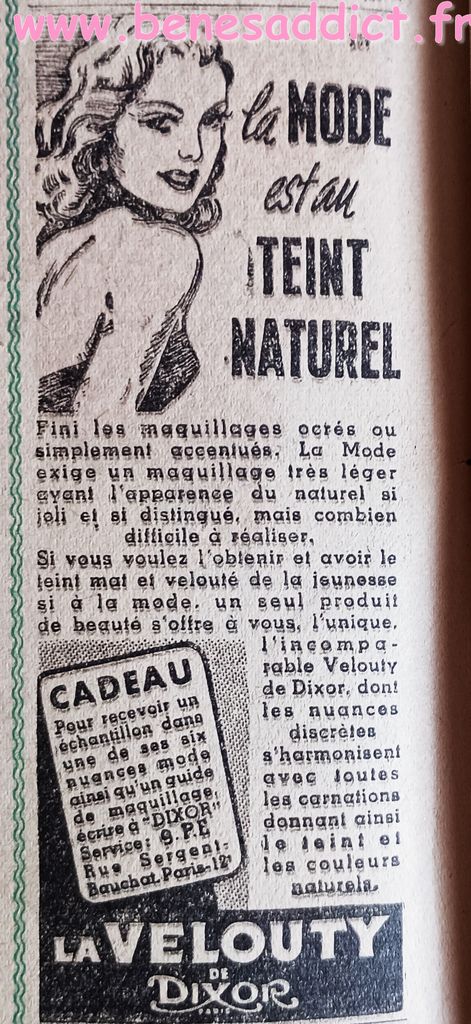 www.benesaddict.fr
la MODE
est au
TEINT
NATUREL
Fini les maquillages ocrés ou
simplement accentués. La Mode
exige un maquillage très léger
ayant l'apparence du naturel si
joli et si distingué, mais combien
difficile à réaliser.
Si vous voulez l'obtenir et avoir le
teint mat et velouté de la jeunesse
si à la mode, un seul produit
de beauté s'offre à vous, l'unique,
l'incompa-
rable Velouty
de Dixor, dont
les nuances
discrètes
s'harmonisent
avec toutes
les carnations
donnant ainsi
le teint et
les couleurs
naturels.
CADEAU
Pour recevoir un
échantillon dans
une de ses six
nuances mode
ainsi qu'un guide
de maquillage,
écrire à "DIXOR"
Service: 9.P.E
Rue Sergent-
Bauchat, Paris-12e
LA VELOUTY
DE
DIXOR
PARIS